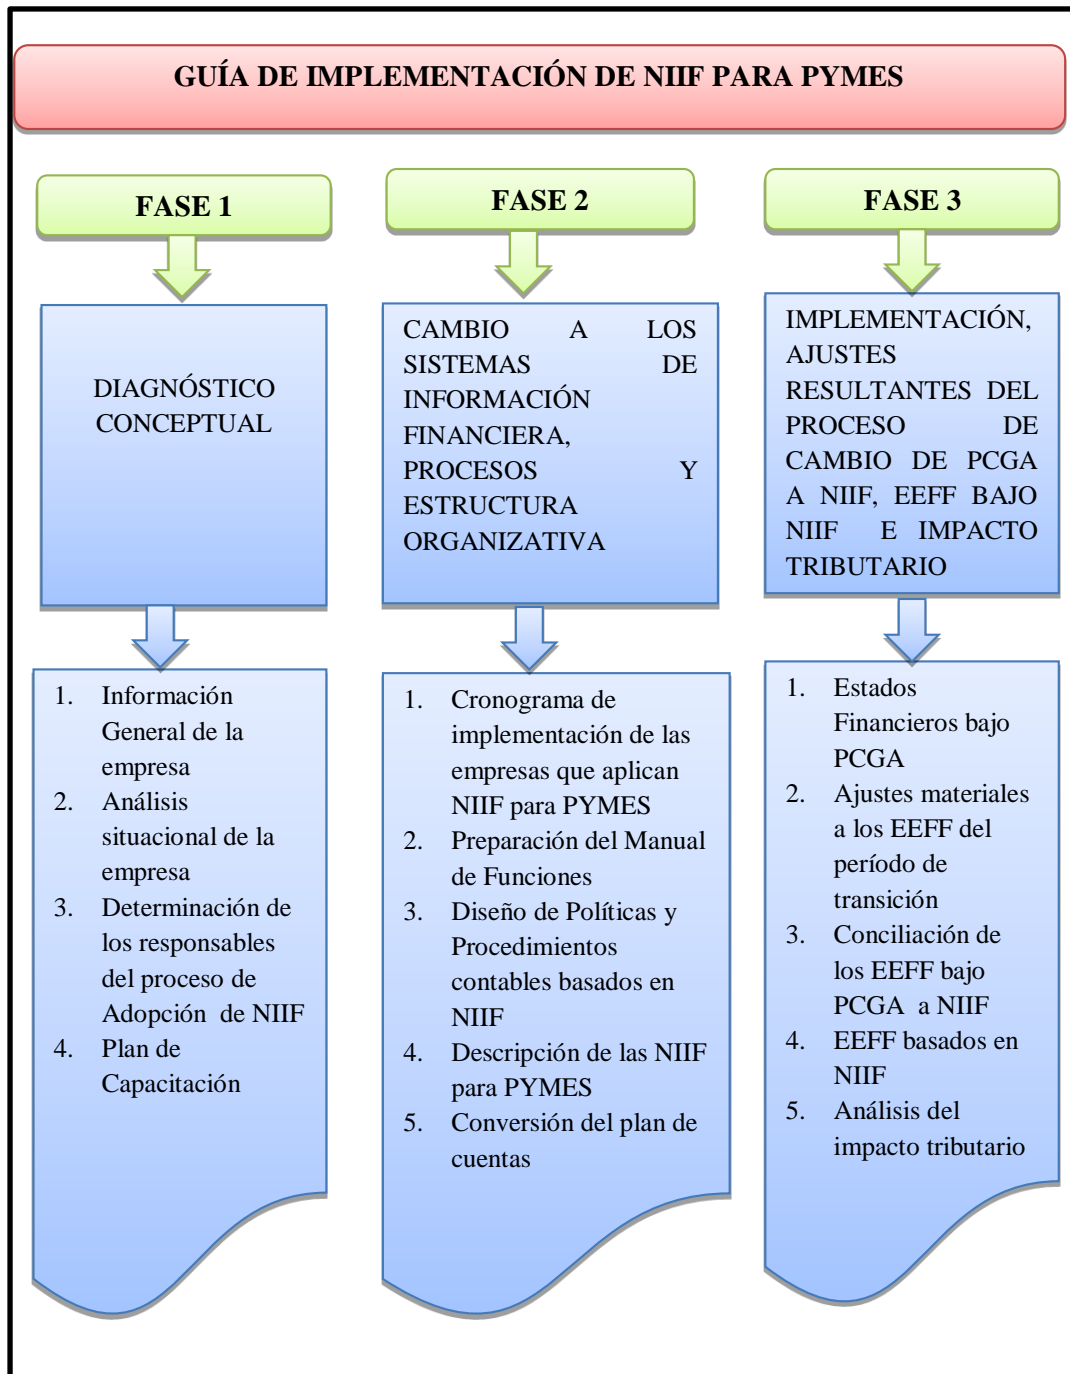 GUÍA DE IMPLEMENTACIÓN DE NIIF PARA PYMES
FASE 1
DIAGNÓSTICO
CONCEPTUAL
1. Información
General de la
empresa
2. Análisis
situacional de la
empresa
3. Determinación de
los responsables
del proceso de
Adopción de NIIF
4. Plan de
Capacitación
FASE 2
CAMBIO A LOS
SISTEMAS DE
INFORMACIÓN
FINANCIERA,
PROCESOS Y
ESTRUCTURA
ORGANIZATIVA
1. Cronograma de
implementación de las
empresas que aplican
NIIF para PYMES
2. Preparación del Manual
de Funciones
3. Diseño de Políticas y
Procedimientos
contables basados en
NIIF
4. Descripción de las NIIF
para PYMES
5. Conversión del plan de
cuentas
FASE 3
IMPLEMENTACIÓN,
AJUSTES
RESULTANTES DEL
PROCESO DE
CAMBIO DE PCGA
A NIIF, EEFF BAJO
NIIF E IMPACTO
TRIBUTARIO
1. Estados
Financieros bajo
PCGA
2. Ajustes materiales
a los EEFF del
período de
transición
3. Conciliación de
los EEFF bajo
PCGA a NIIF
4. EEFF basados en
NIIF
5. Análisis del
impacto tributario